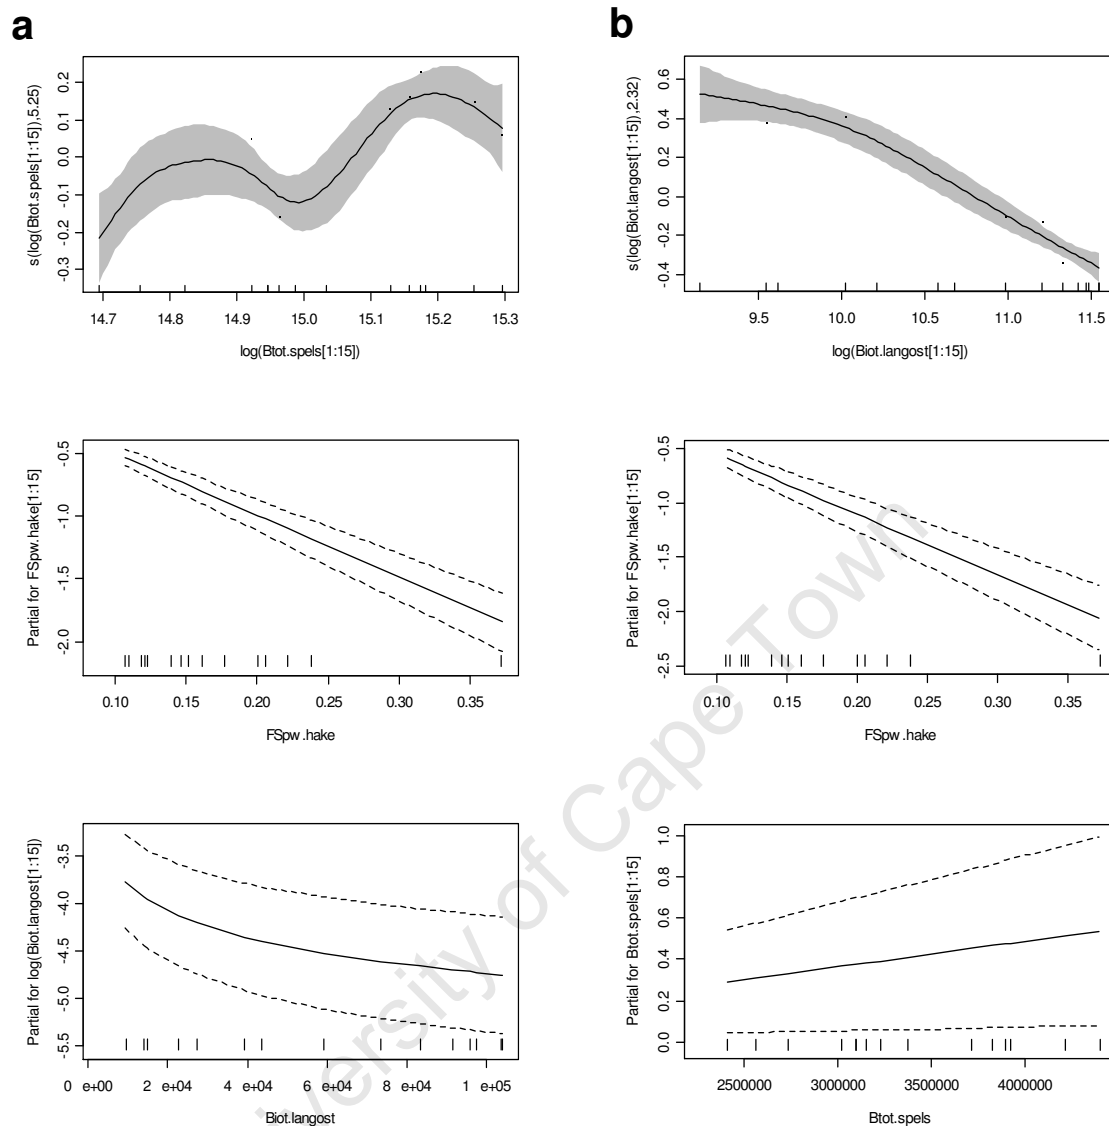 a
s(log(Btot.spels[1:15]),5.25)
0.2
0.1
0.0
-0.1
-0.2
-0.3
14.7 14.8 14.9 15.0 15.1 15.2 15.3
log(Btot.spels[1:15])
b
s(log(Biot.langost[1:15]),2.32)
0.6
0.4
0.2
0.0
-0.2
-0.4
9.5 10.0 10.5 11.0 11.5
log(Biot.langost[1:15])
Partial for FSpw.hake[1:15]
-0.5
-1.0
-1.5
-2.0
0.10 0.15 0.20 0.25 0.30 0.35
FSpw.hake
Partial for FSpw.hake[1:15]
-0.5
-1.0
-1.5
-2.0
-2.5
0.10 0.15 0.20 0.25 0.30 0.35
FSpw.hake
Partial for log(Biot.langost[1:15])
-3.5
-4.0
-4.5
-5.0
-5.5
0 e+00 2 e+04 4 e+04 6 e+04 8 e+04 1 e+05
Biot.langost
Partial for Btot.spels[1:15]
1.0
0.8
0.6
0.4
0.2
0.0
2500000 3000000 3500000 4000000
Btot.spels
iversity of Cape Town